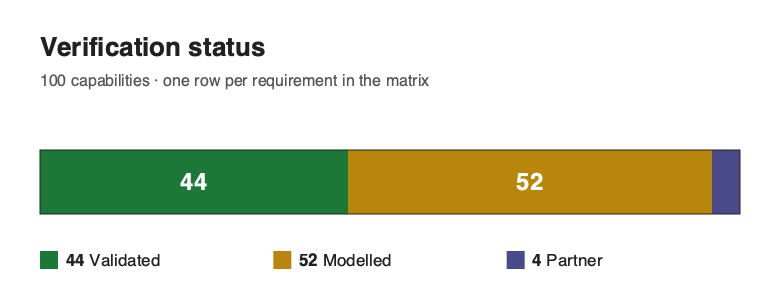 Verification status
100 capabilities · one row per requirement in the matrix
44 52
44 Validated 52 Modelled 4 Partner